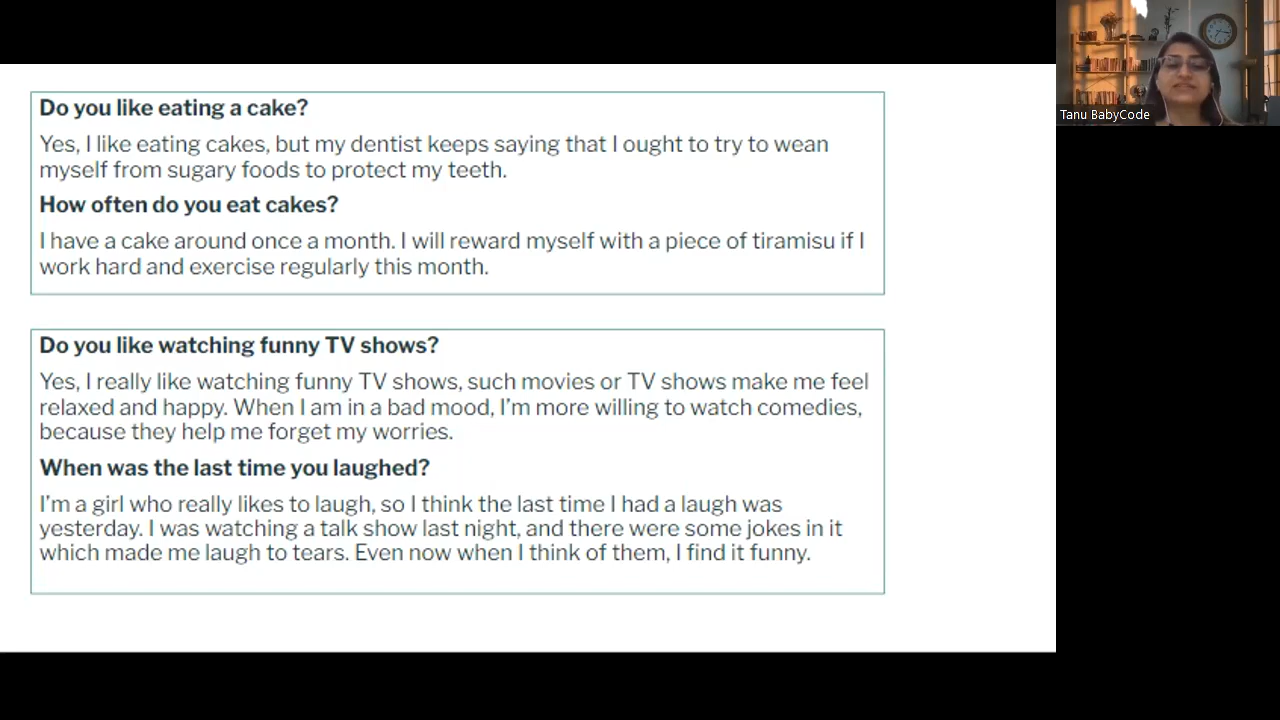 Do you like eating a cake?
Yes, I like eating cakes, but my dentist keeps saying that I ought to try to wean
myself from sugary foods to protect my teeth.
How often do you eat cakes?
I have a cake around once a month. I will reward myself with a piece of tiramisu if I
work hard and exercise regularly this month.
Do you like watching funny TV shows?
Yes, I really like watching funny TV shows, such movies or TV shows make me feel
relaxed and happy. When I am in a bad mood, I'm more willing to watch comedies,
because they help me forget my worries.
When was the last time you laughed?
I'm a girl who really likes to laugh, so I think the last time I had a laugh was
yesterday. I was watching a talk show last night, and there were some jokes in it
which made me laugh to tears. Even now when I think of them, I find it funny.
Tanu BabyCode